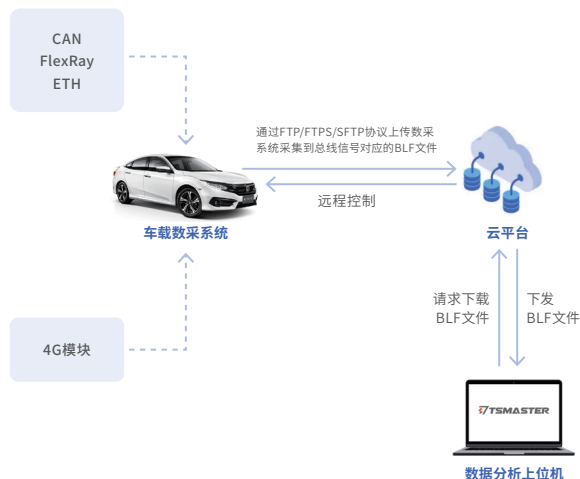 CAN
FlexRay
ETH
通过FTP/FTPS/SFTP协议上传数采
系统采集到总线信号对应的BLF文件
远程控制
车载数采系统
云平台
请求下载
BLF文件
下发
BLF文件
4G模块
TSMASTER
数据分析上位机